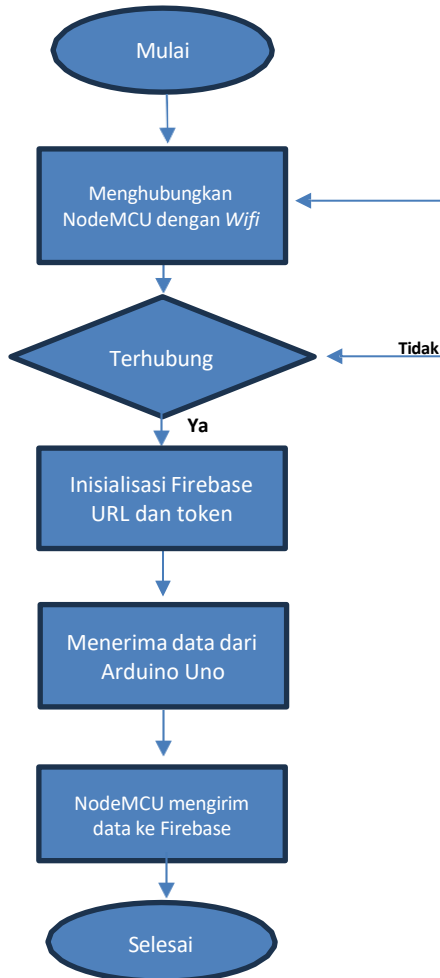 Mulai
Menghubungkan
NodeMCU dengan Wifi
Terhubung
Tidak
Ya
Inisialisasi Firebase
URL dan token
Menerima data dari
Arduino Uno
NodeMCU mengirim
data ke Firebase
Selesai